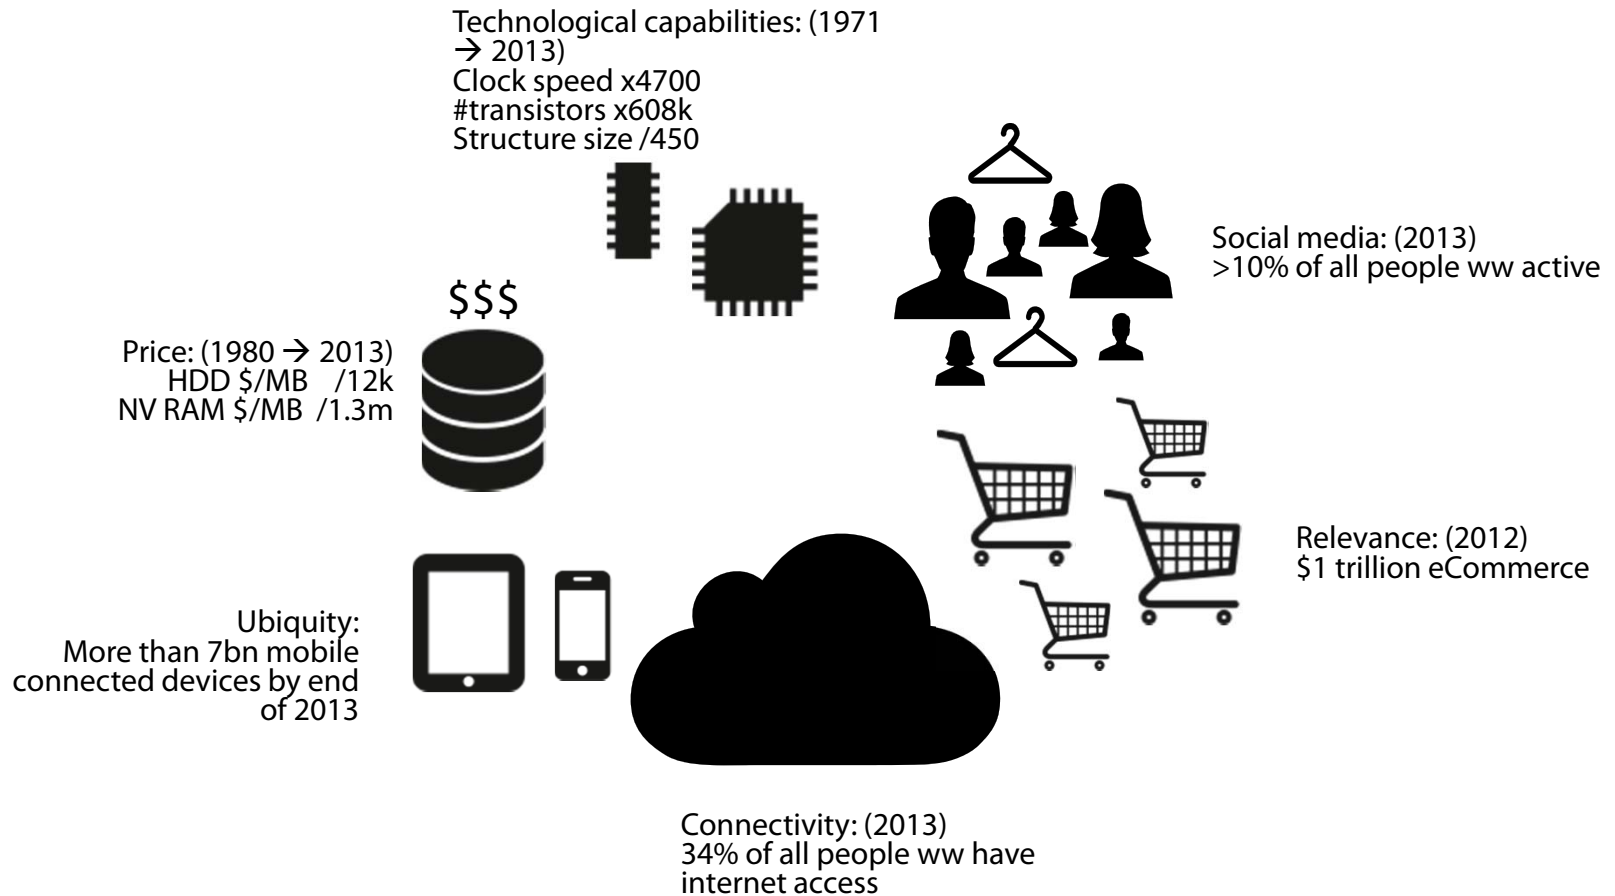 Technological capabilities: (1971
→ 2013)
Clock speed x4700
#transistors x608k
Structure size /450
Social media: (2013)
>10% of all people ww active
$$$
Price: (1980 → 2013)
HDD $/MB /12k
NV RAM $/MB /1.3m
Relevance: (2012)
$1 trillion eCommerce
Ubiquity:
More than 7bn mobile
connected devices by end
of 2013
Connectivity: (2013)
34% of all people ww have
internet access